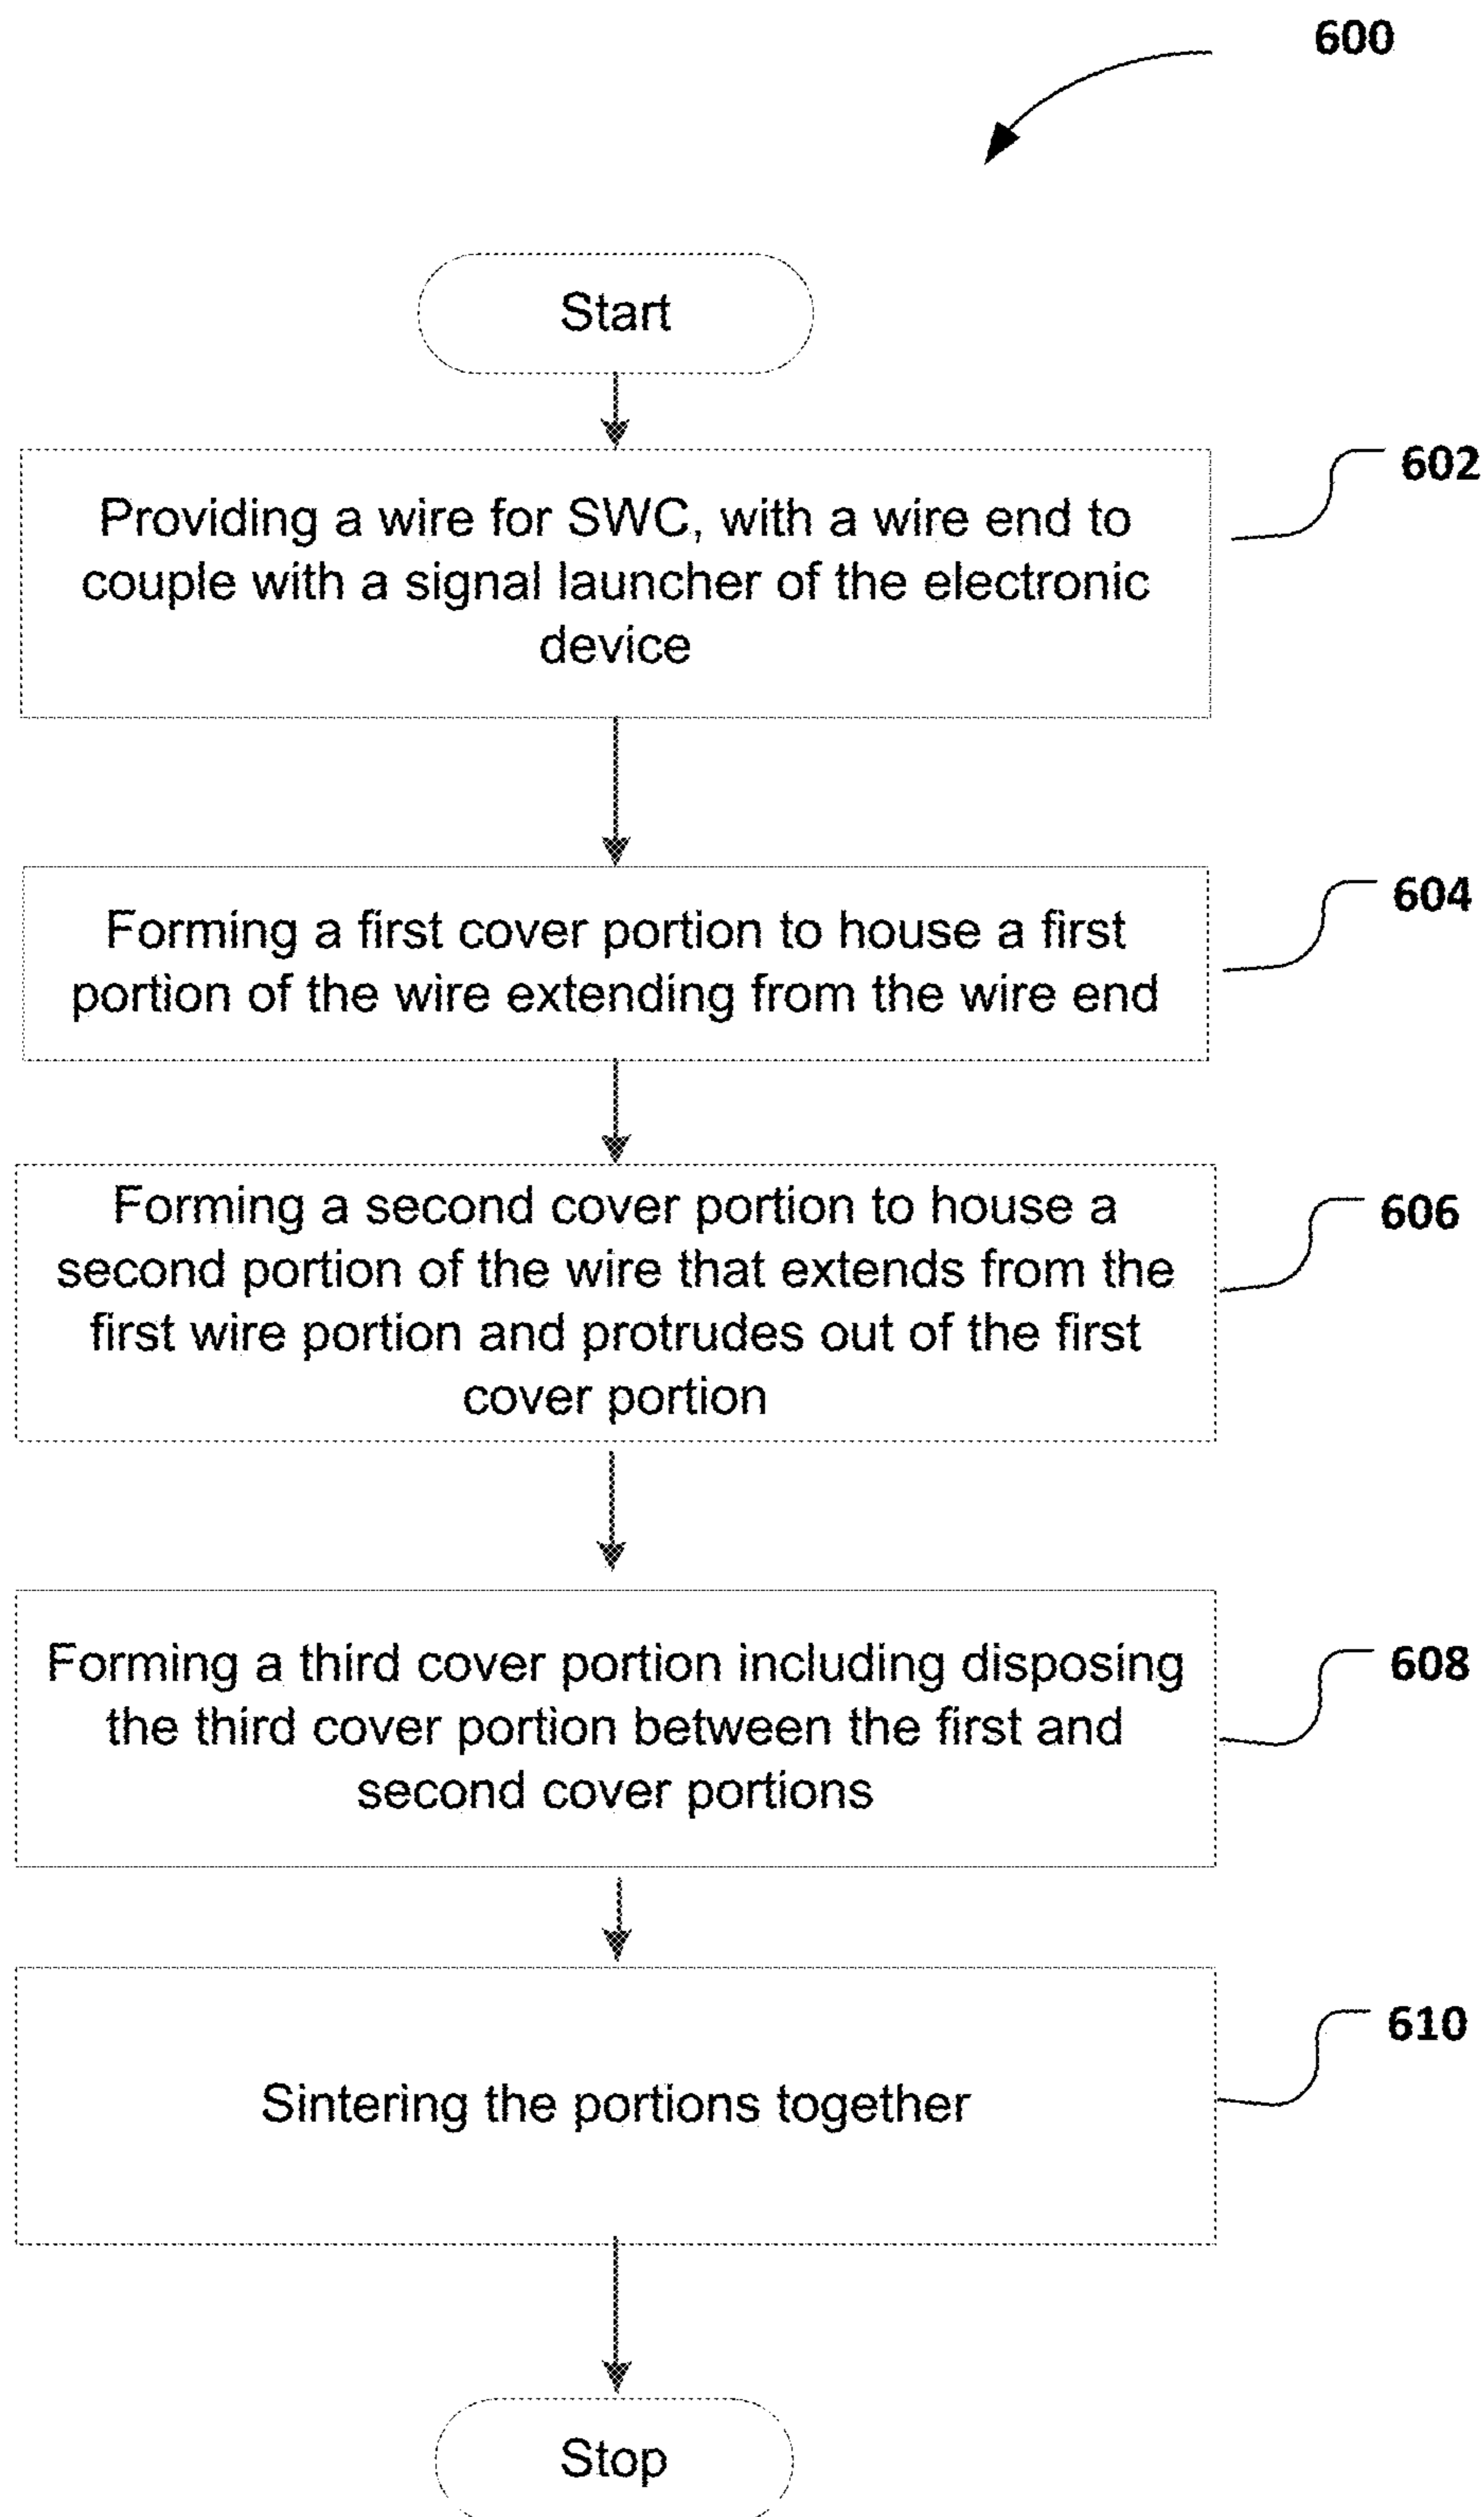 600
Start
602
Providing a wire for SWC, with a wire end to
couple with a signal launcher of the electronic
device
604
Forming a first cover portion to house a first
portion of the wire extending from the wire end
606
Forming a second cover portion to house a
second portion of the wire that extends from the
first wire portion and protrudes out of the first
cover portion
608
Forming a third cover portion including disposing
the third cover portion between the first and
second cover portions
610
Sintering the portions together
Stop